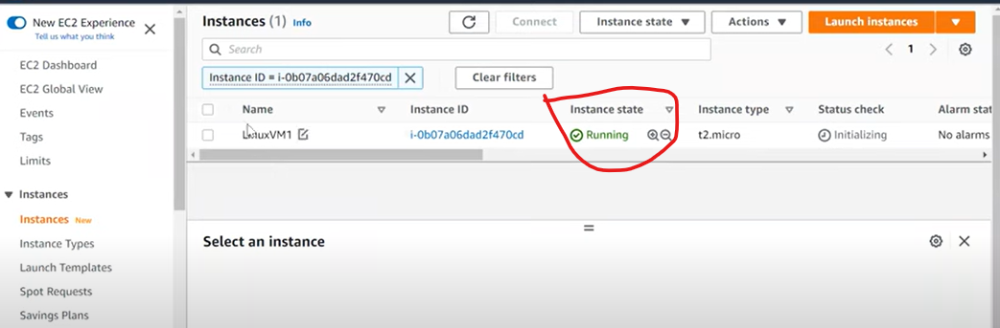 New EC2 Experience
Tell us what you think
EC2 Dashboard
EC2 Global View
Events
Tags
Limits
Instances
Instances New
Instance Types
Launch Templates
Spot Requests
Savings Plans
Instances (1) Info
Connect
Instance state
Actions
Launch instances
Search
1
Instance ID = i-0b07a06dad2f470cd
Clear filters
Name Instance ID Instance state Instance type Status check Alarm stat
i-0b07a06dad2f470cd Running t2.micro Initializing No alarms
Select an instance